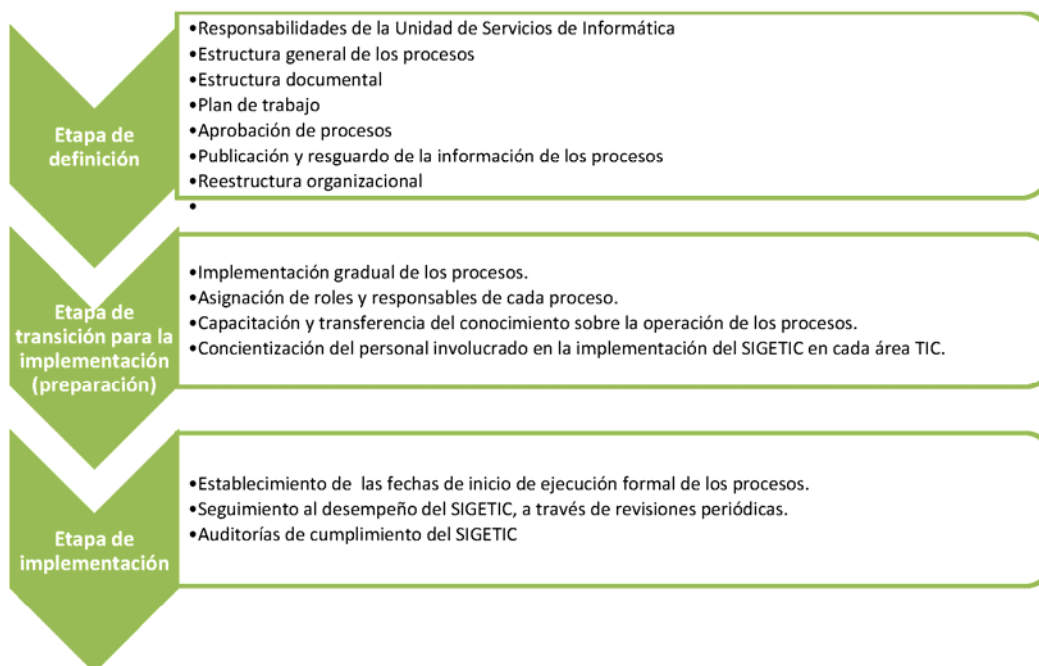 Etapa de
definición
•Responsabilidades de la Unidad de Servicios de Informática
•Estructura general de los procesos
•Estructura documental
•Plan de trabajo
•Aprobación de procesos
•Publicación y resguardo de la información de los procesos
•Reestructura organizacional
•
Etapa de
transición para la
implementación
(preparación)
•Implementación gradual de los procesos.
•Asignación de roles y responsables de cada proceso.
•Capacitación y transferencia del conocimiento sobre la operación de los procesos.
•Concientización del personal involucrado en la implementación del SIGETIC en cada área TIC.
Etapa de
implementación
•Establecimiento de las fechas de inicio de ejecución formal de los procesos.
•Seguimiento al desempeño del SIGETIC, a través de revisiones periódicas.
•Auditorías de cumplimiento del SIGETIC